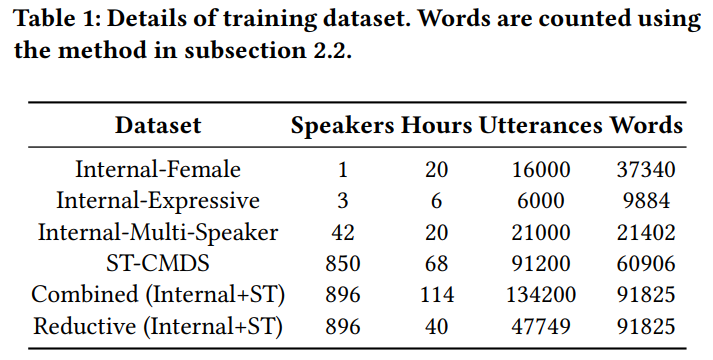 Table 1: Details of training dataset. Words are counted using
the method in subsection 2.2.
Dataset Speakers Hours Utterances Words
Internal-Female 1 20 16000 37340
Internal-Expressive 3 6 6000 9884
Internal-Multi-Speaker 42 20 21000 21402
ST-CMDS 850 68 91200 60906
Combined (Internal+ST) 896 114 134200 91825
Reductive (Internal+ST) 896 40 47749 91825